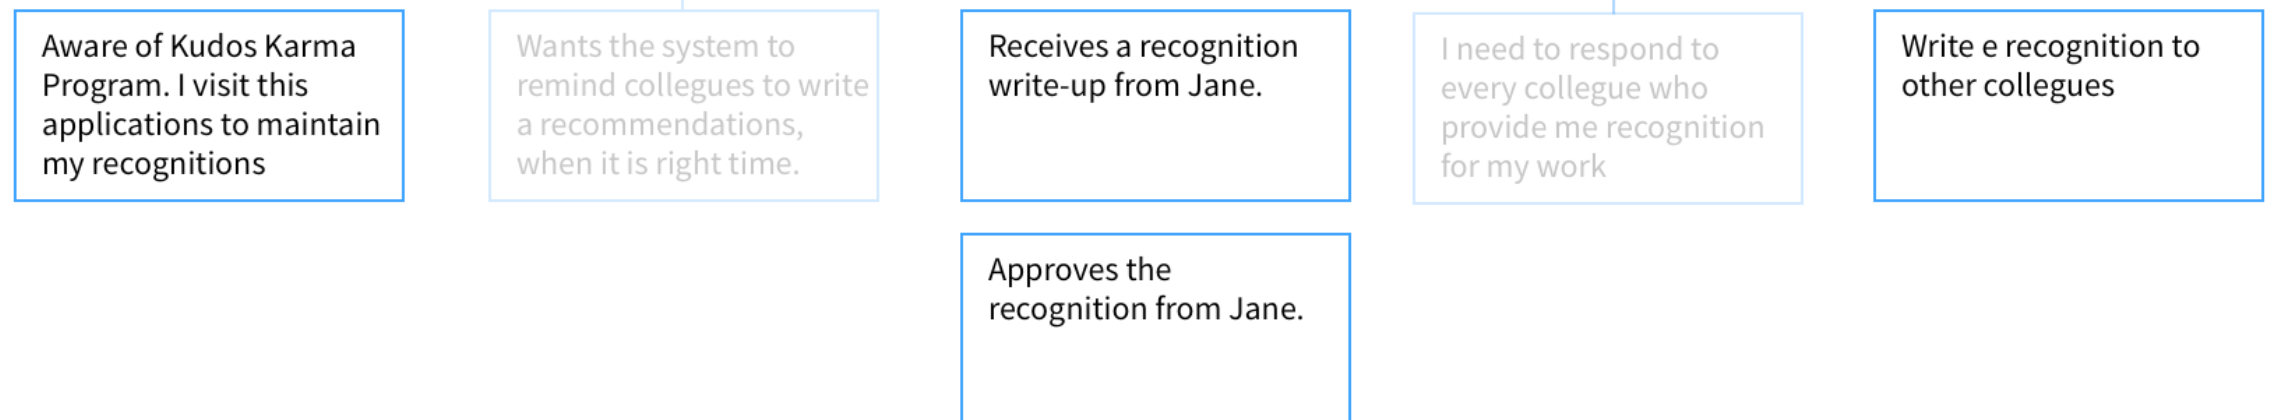 Aware of Kudos Karma
Program. I visit this
applications to maintain
my recognitions
Wants the system to
remind collegues to write
a recommendations,
when it is right time.
Receives a recognition
write-up from Jane.
I need to respond to
every collegue who
provide me recognition
for my work
Write e recognition to
other collegues
Approves the
recognition from Jane.